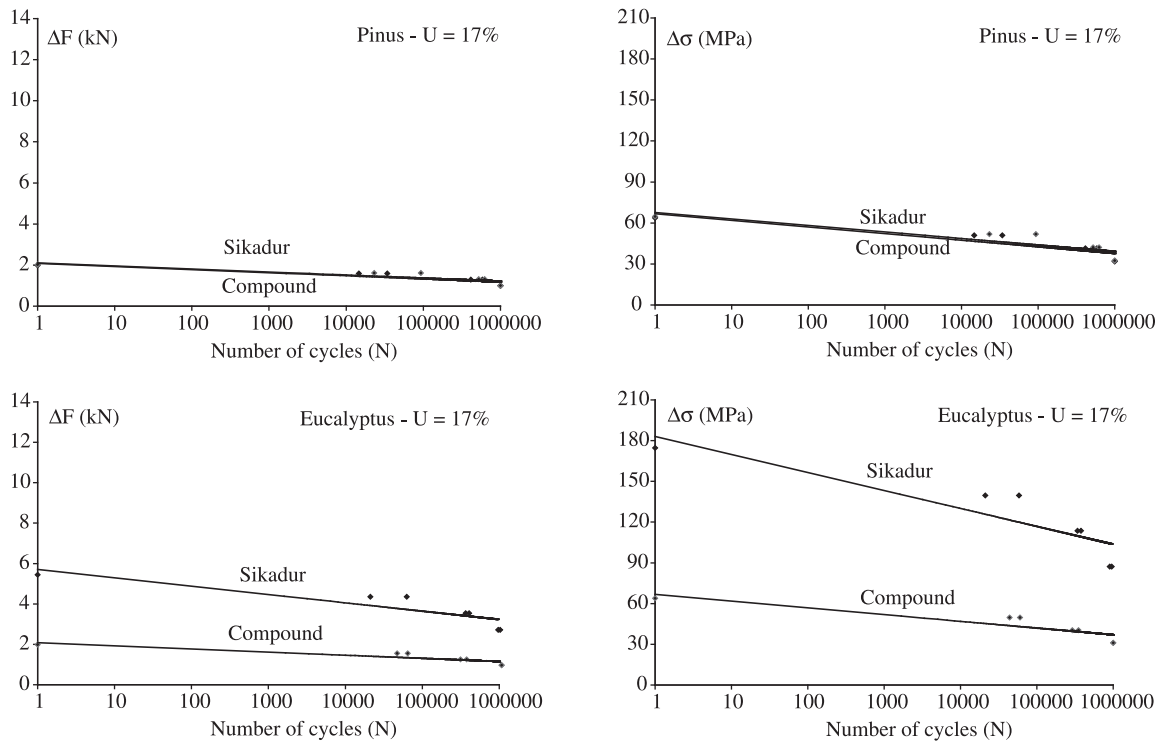 14
ΔF (kN)
Pinus - U = 17%
12
10
8
6
4
Sikadur
2
Compound
0
1 10 100 1000 10000 100000 1000000
Number of cycles (N)
210
Δσ (MPa)
Pinus - U = 17%
180
150
120
90
60
Sikadur
Compound
30
0
1 10 100 1000 10000 100000 1000000
Number of cycles (N)
14
ΔF (kN)
Eucalyptus - U = 17%
12
10
8
6
Sikadur
4
Compound
2
0
1 10 100 1000 10000 100000 1000000
Number of cycles (N)
210
Δσ (MPa)
Eucalyptus - U = 17%
180
Sikadur
150
120
90
Compound
60
30
0
1 10 100 1000 10000 100000 1000000
Number of cycles (N)